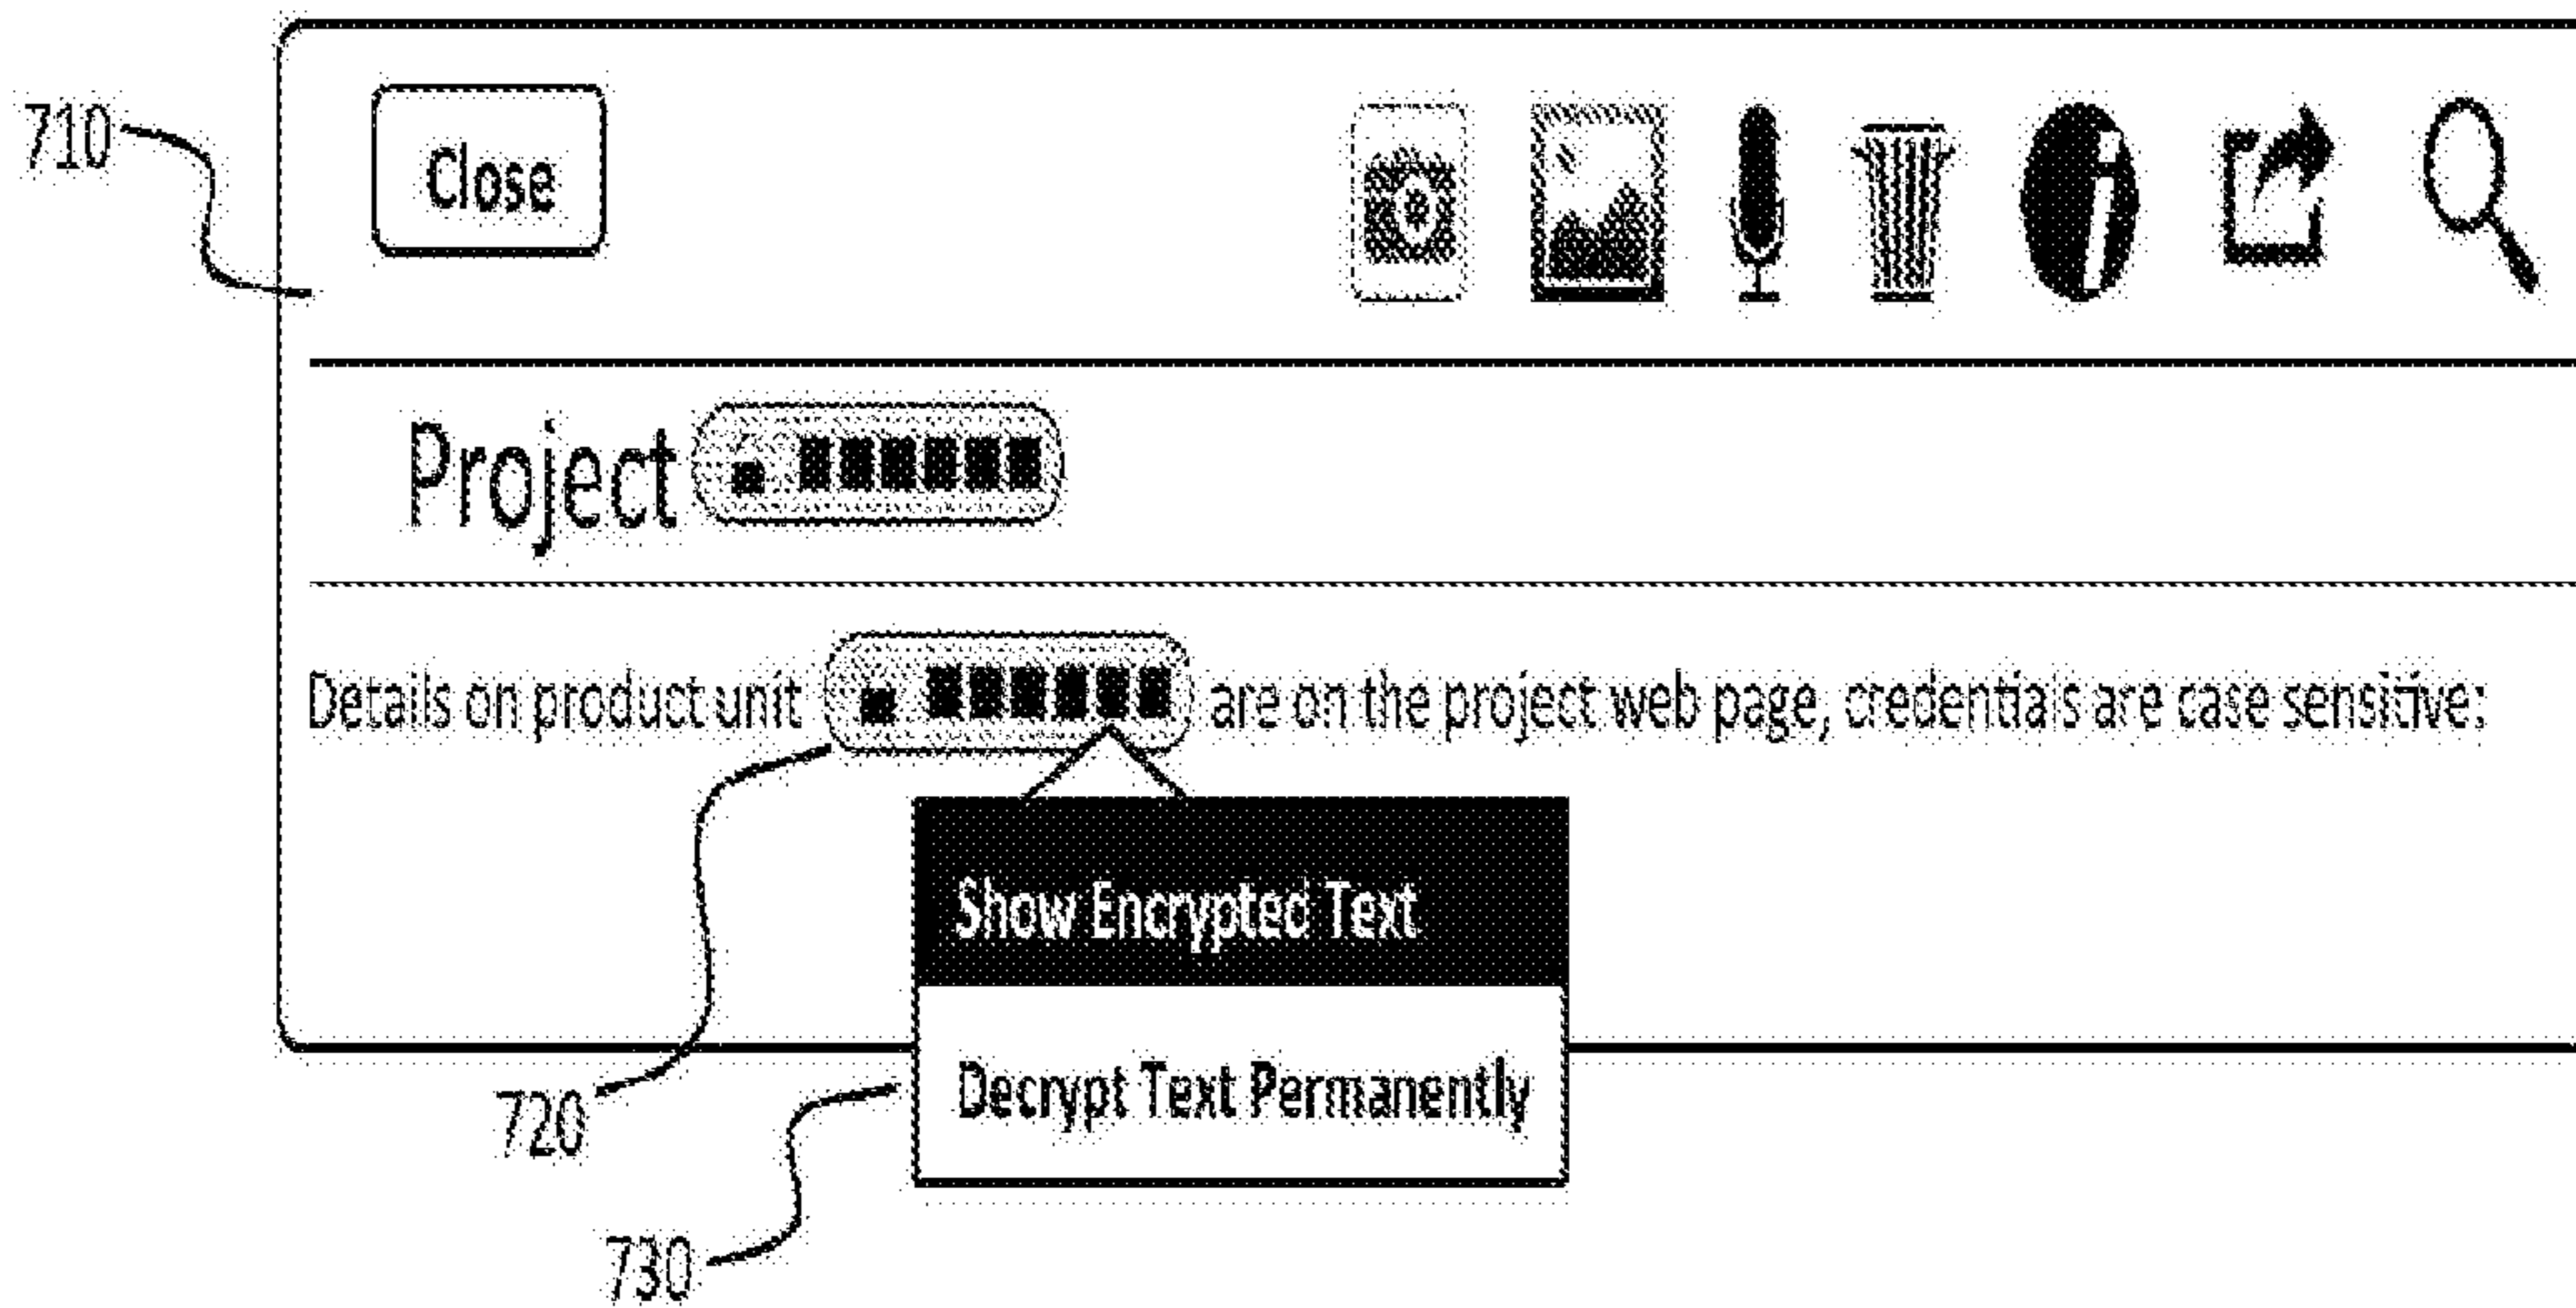 710
Close
Project
Details on product unit are on the project web page, credentials are case sensitive:
Show Encrypted Text
Decrypt Text Permanently
720
730